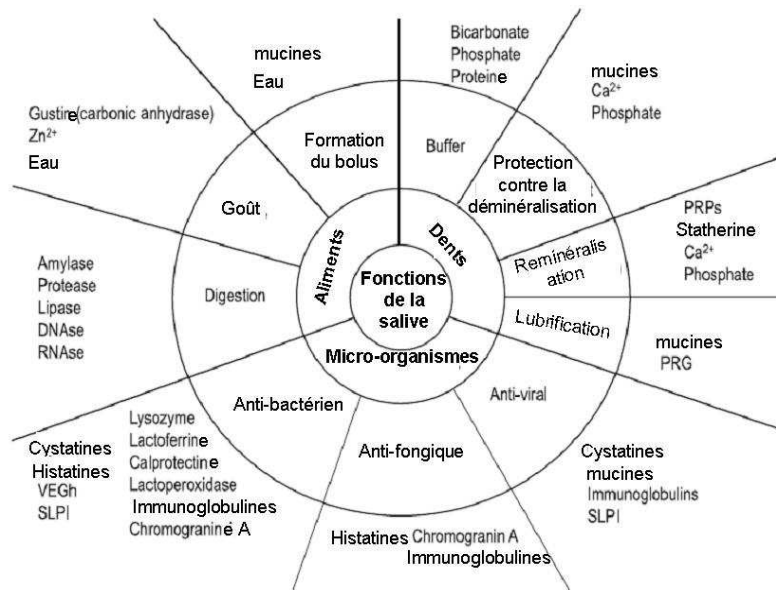 Fonctions
de la
salive
Aliments
Dents
Micro-organismes
Formation
du bolus
mucines
Eau
Buffer
Bicarbonate
Phosphate
Proteine
Protection
contre la
déminéralisation
mucines
Ca²⁺
Phosphate
Reminéralis
ation
PRPs
Statherine
Ca²⁺
Phosphate
Lubrification
mucines
PRG
Anti-viral
Cystatines
mucines
Immunoglobulins
SLPI
Anti-fongique
Histatines Chromogranin A
Immunoglobulines
Anti-bactérien
Cystatines
Histatines
VEGh
SLPI
Lysozyme
Lactoferrine
Calprotectine
Lactoperoxidase
Immunoglobulines
Chromogranine A
Digestion
Amylase
Protease
Lipase
DNAse
RNAse
Goût
Gustine(carbonic anhydrase)
Zn²⁺
Eau